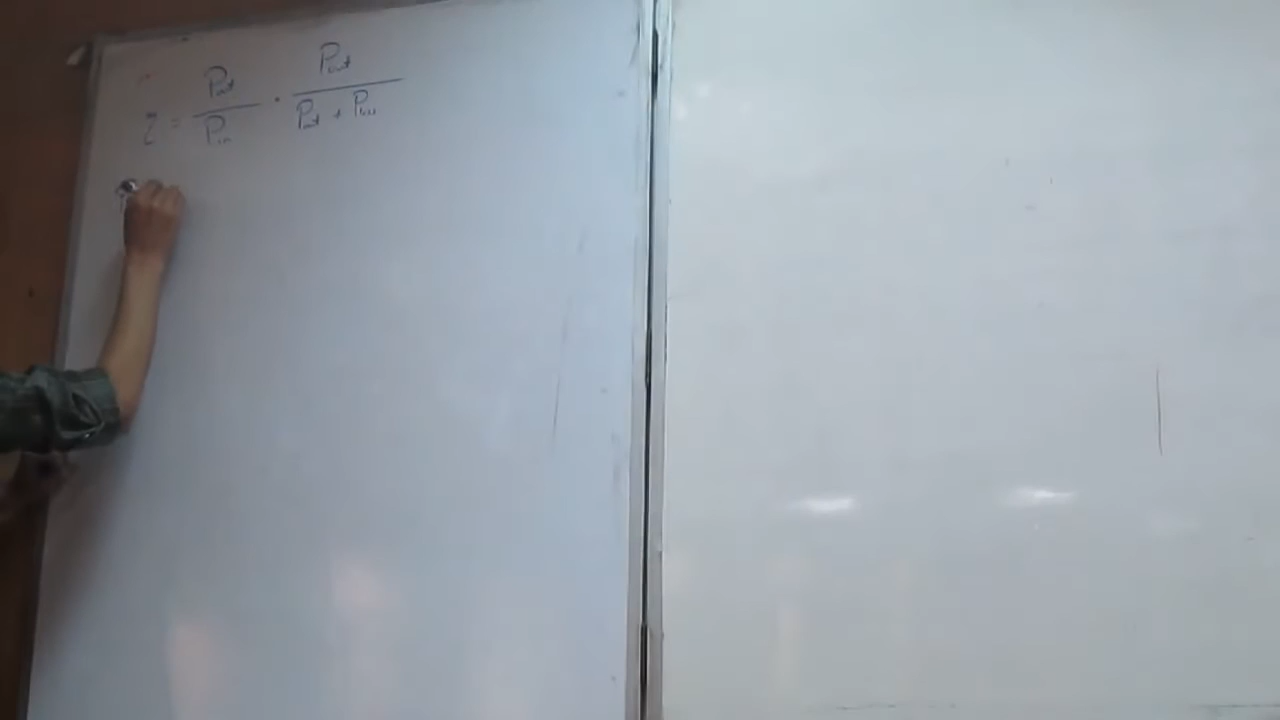 η = Pout / Pin · Pout / Pout + Ploss